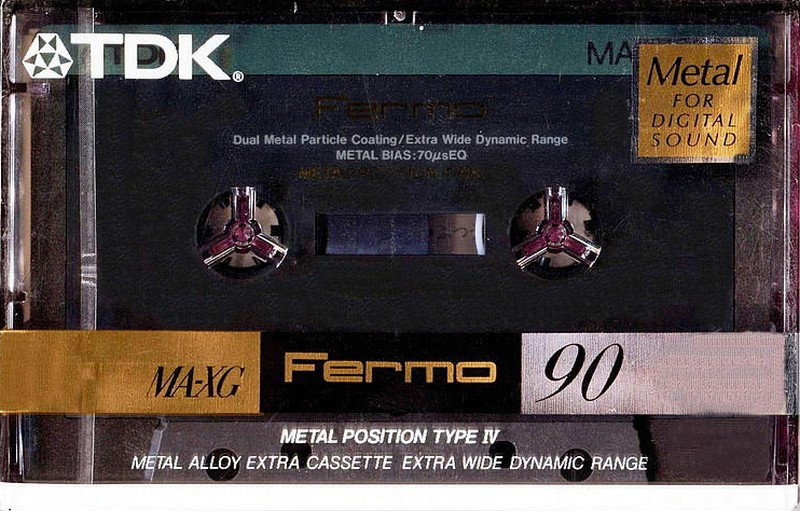 TDK®
MA
Metal
FOR
DIGITAL
SOUND
Fermo
Dual Metal Particle Coating/Extra Wide Dynamic Range
METAL BIAS:70μsEQ
MA-XG
Fermo
90
METAL POSITION TYPE IV
METAL ALLOY EXTRA CASSETTE EXTRA WIDE DYNAMIC RANGE